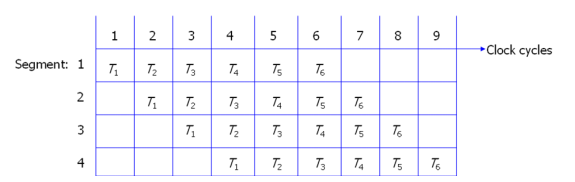 1 2 3 4 5 6 7 8 9
Clock cycles
Segment: 1 T₁ T₂ T₃ T₄ T₅ T₆
2 T₁ T₂ T₃ T₄ T₅ T₆
3 T₁ T₂ T₃ T₄ T₅ T₆
4 T₁ T₂ T₃ T₄ T₅ T₆